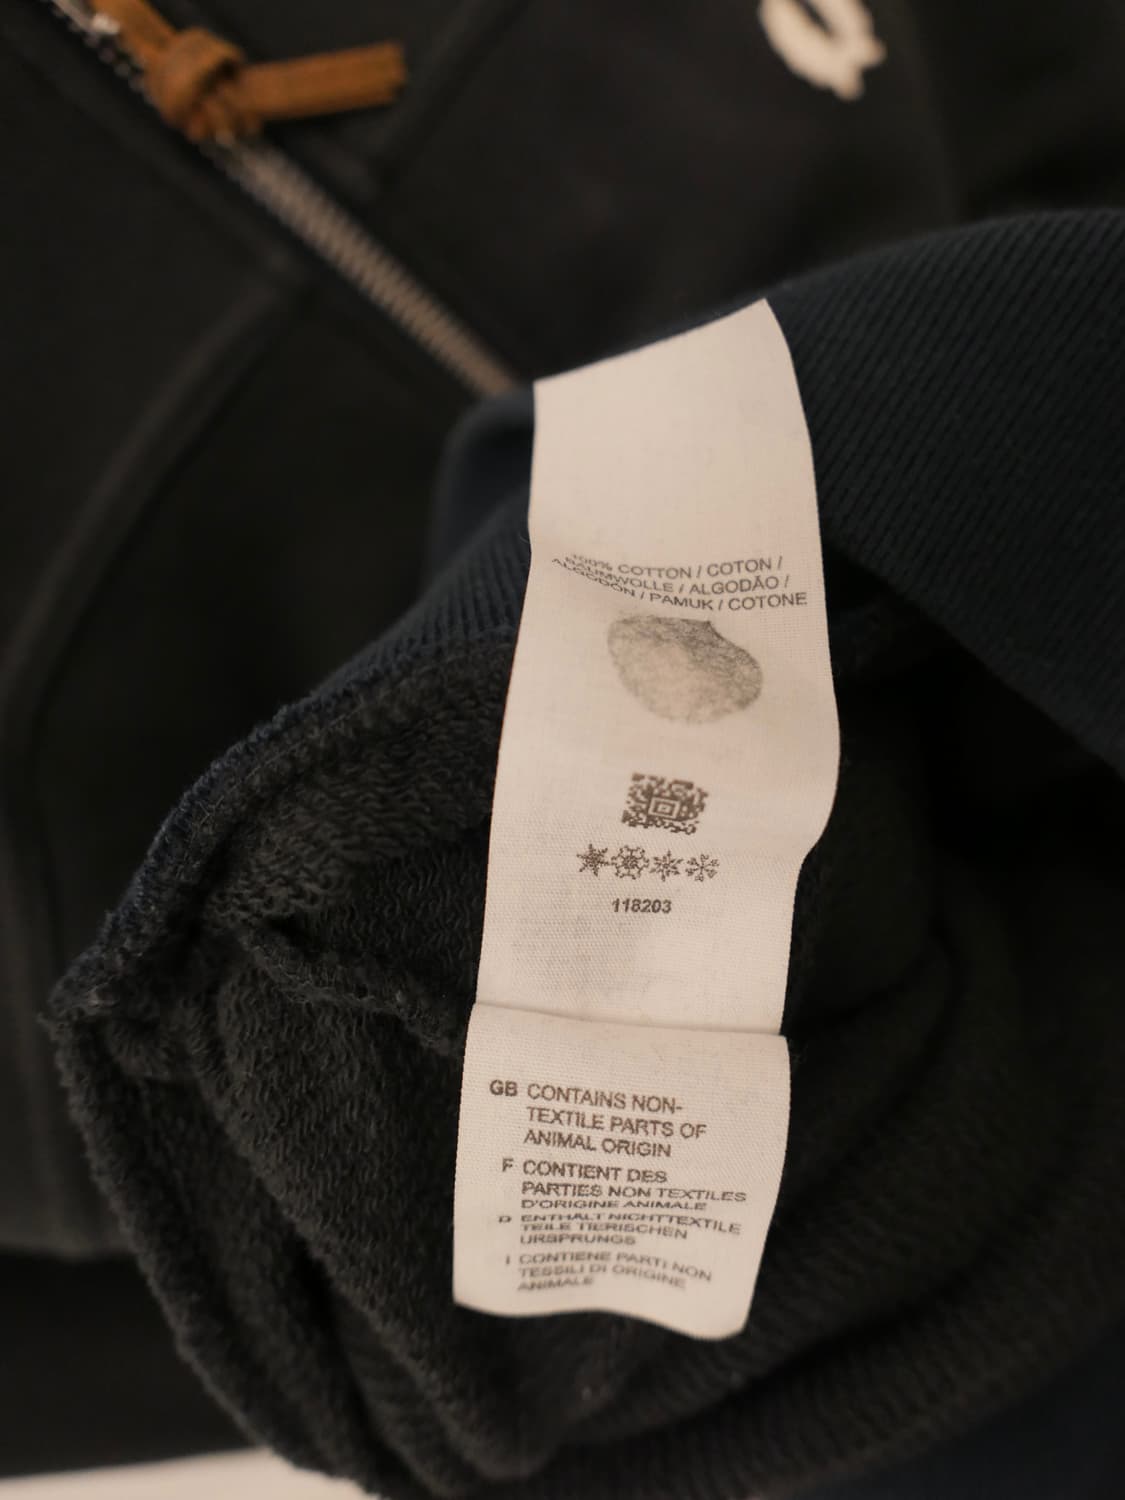 100% COTTON / COTON /
BAUMWOLLE / ALGODÃO /
ALGODON / PAMUK / COTONE
118203
GB CONTAINS NON-
TEXTILE PARTS OF
ANIMAL ORIGIN
F CONTIENT DES
PARTIES NON TEXTILES
D'ORIGINE ANIMALE
D ENTHÄLT NICHTTEXTILE
TEILE TIERISCHEN
URSPRUNGS
I CONTIENE PARTI NON
TESSILI DI ORIGINE
ANIMALE